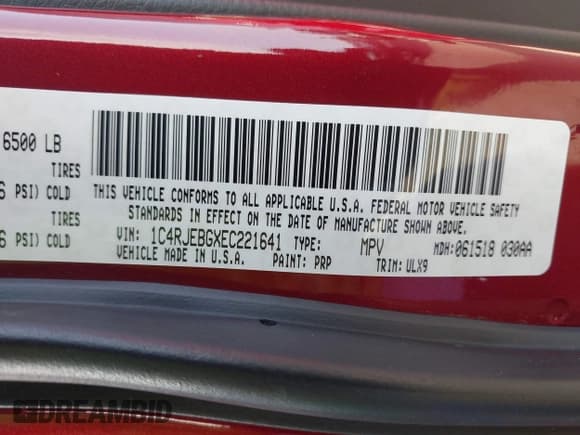 6500 LB
TIRES
PSI) COLD
TIRES
PSI) COLD
THIS VEHICLE CONFORMS TO ALL APPLICABLE U.S.A. FEDERAL MOTOR VEHICLE SAFETY
STANDARDS IN EFFECT ON THE DATE OF MANUFACTURE SHOWN ABOVE.
VIN: 1C4RJEBGXEC221641 TYPE: MPV MDH:061518 030AA
VEHICLE MADE IN U.S.A. PAINT: PRP TRIM: ULX9
DREAMBID